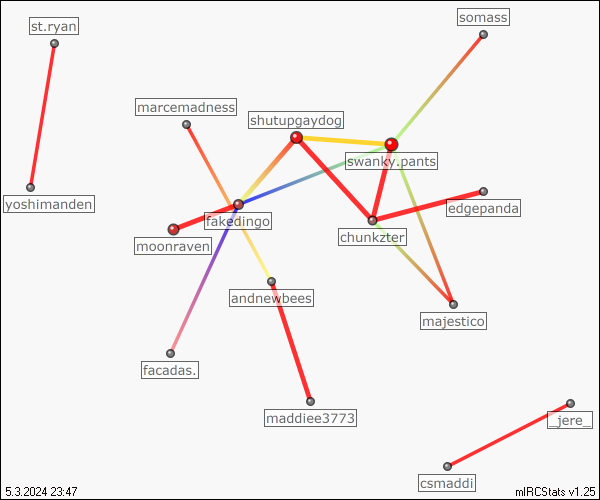 st.ryan
somass
marcemadness
shutupgaydog
swanky.pants
yoshimanden
fakedingo
edgepanda
moonraven
chunkzter
andnewbees
majestico
facadas.
maddiee3773
_jere_
csmaddi
5.3.2024 23:47
mIRCStats v1.25